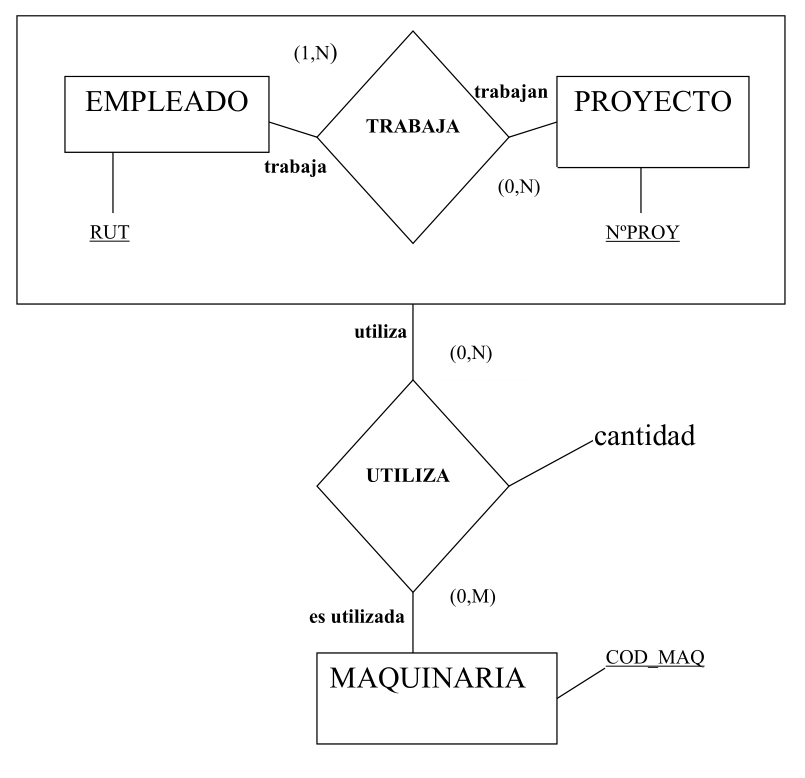 (1,N)
EMPLEADO
trabajan
PROYECTO
TRABAJA
trabaja
(0,N)
RUT
NºPROY
utiliza
(0,N)
cantidad
UTILIZA
(0,M)
es utilizada
COD_MAQ
MAQUINARIA